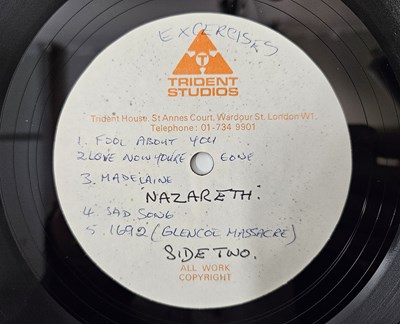 EXCERCISES
TRIDENT
STUDIOS
Trident House, St Annes Court, Wardour St. London W1.
Telephone: 01-734 9901
1. FOOL ABOUT YOU
2. LOVE NOW YOU'RE GONE
3. MADELAINE
NAZARETH.
4. SAD SONG
5. 1692 (GLENCOE MASSACRE)
SIDE TWO.
ALL WORK
COPYRIGHT